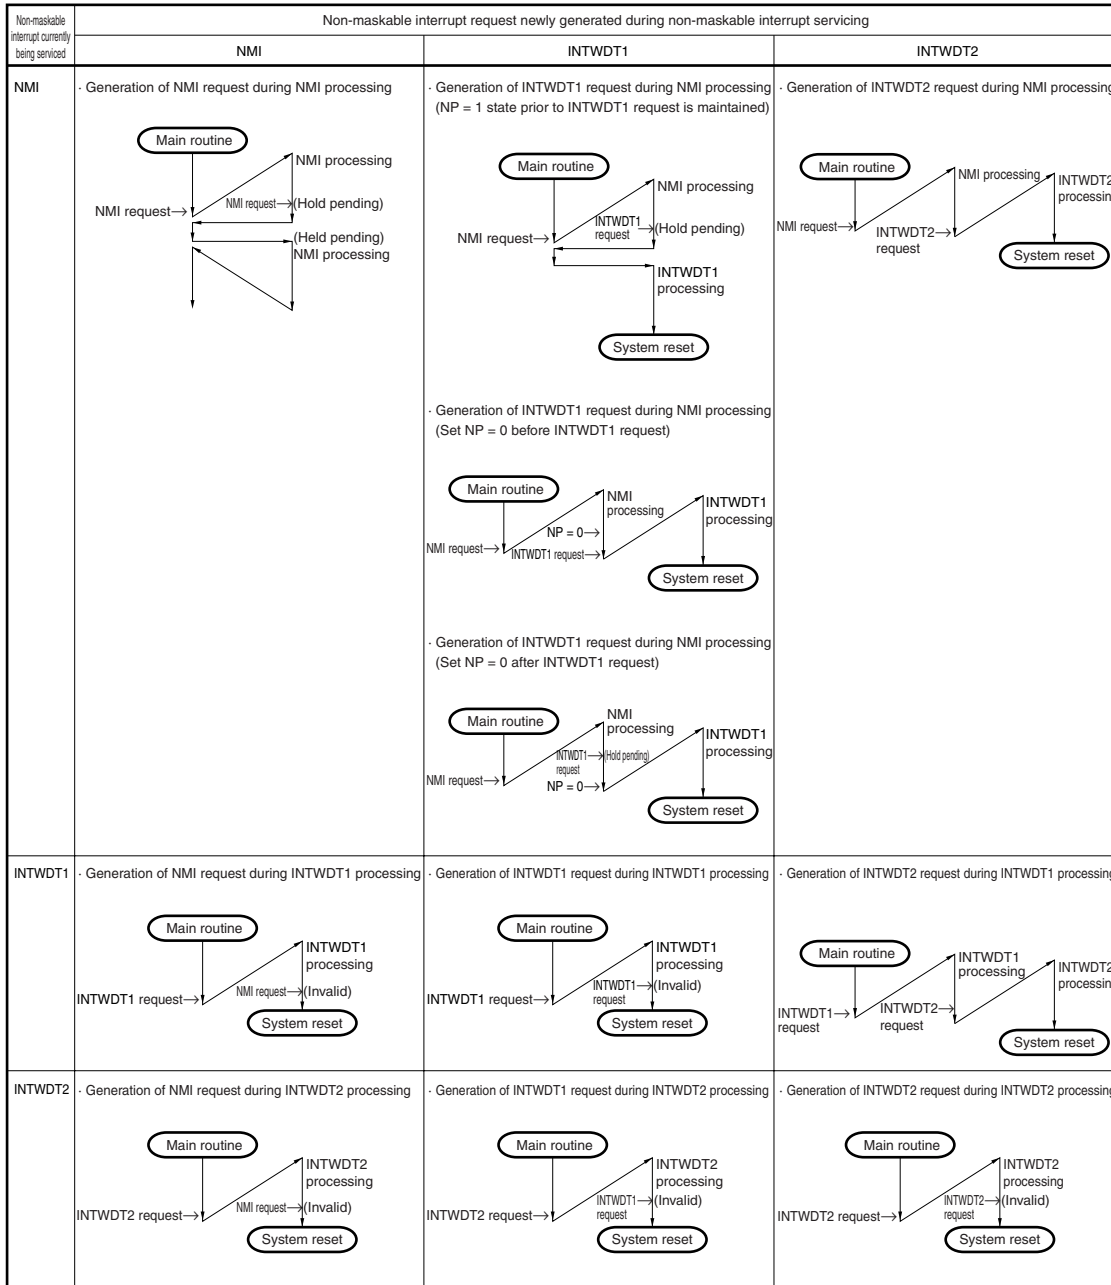 Non-maskable
interrupt currently
being serviced
Non-maskable interrupt request newly generated during non-maskable interrupt servicing
NMI
INTWDT1
INTWDT2
NMI
· Generation of NMI request during NMI processing
Main routine
NMI processing
NMI request→
NMI request→(Hold pending)
(Held pending)
NMI processing
· Generation of INTWDT1 request during NMI processing
(NP = 1 state prior to INTWDT1 request is maintained)
Main routine
NMI processing
NMI request→
INTWDT1
request
→(Hold pending)
INTWDT1
processing
System reset
· Generation of INTWDT1 request during NMI processing
(Set NP = 0 before INTWDT1 request)
Main routine
NMI
processing
NP = 0→
NMI request→
INTWDT1 request→
INTWDT1
processing
System reset
· Generation of INTWDT1 request during NMI processing
(Set NP = 0 after INTWDT1 request)
Main routine
NMI
processing
INTWDT1
request
→(Hold pending)
NMI request→
NP = 0→
INTWDT1
processing
System reset
· Generation of INTWDT2 request during NMI processing
Main routine
NMI processing
NMI request→
INTWDT2→
request
INTWDT2
processin
System reset
INTWDT1
· Generation of NMI request during INTWDT1 processing
Main routine
INTWDT1
processing
INTWDT1 request→
NMI request→(Invalid)
System reset
· Generation of INTWDT1 request during INTWDT1 processing
Main routine
INTWDT1
processing
INTWDT1 request→
INTWDT1→(Invalid)
request
System reset
· Generation of INTWDT2 request during INTWDT1 processing
Main routine
INTWDT1
processing
INTWDT1→
request
INTWDT2→
request
INTWDT2
processin
System reset
INTWDT2
· Generation of NMI request during INTWDT2 processing
Main routine
INTWDT2
processing
INTWDT2 request→
NMI request→(Invalid)
System reset
· Generation of INTWDT1 request during INTWDT2 processing
Main routine
INTWDT2
processing
INTWDT2 request→
INTWDT1→(Invalid)
request
System reset
· Generation of INTWDT2 request during INTWDT2 processing
Main routine
INTWDT2
processing
INTWDT2 request→
INTWDT2→(Invalid)
request
System reset